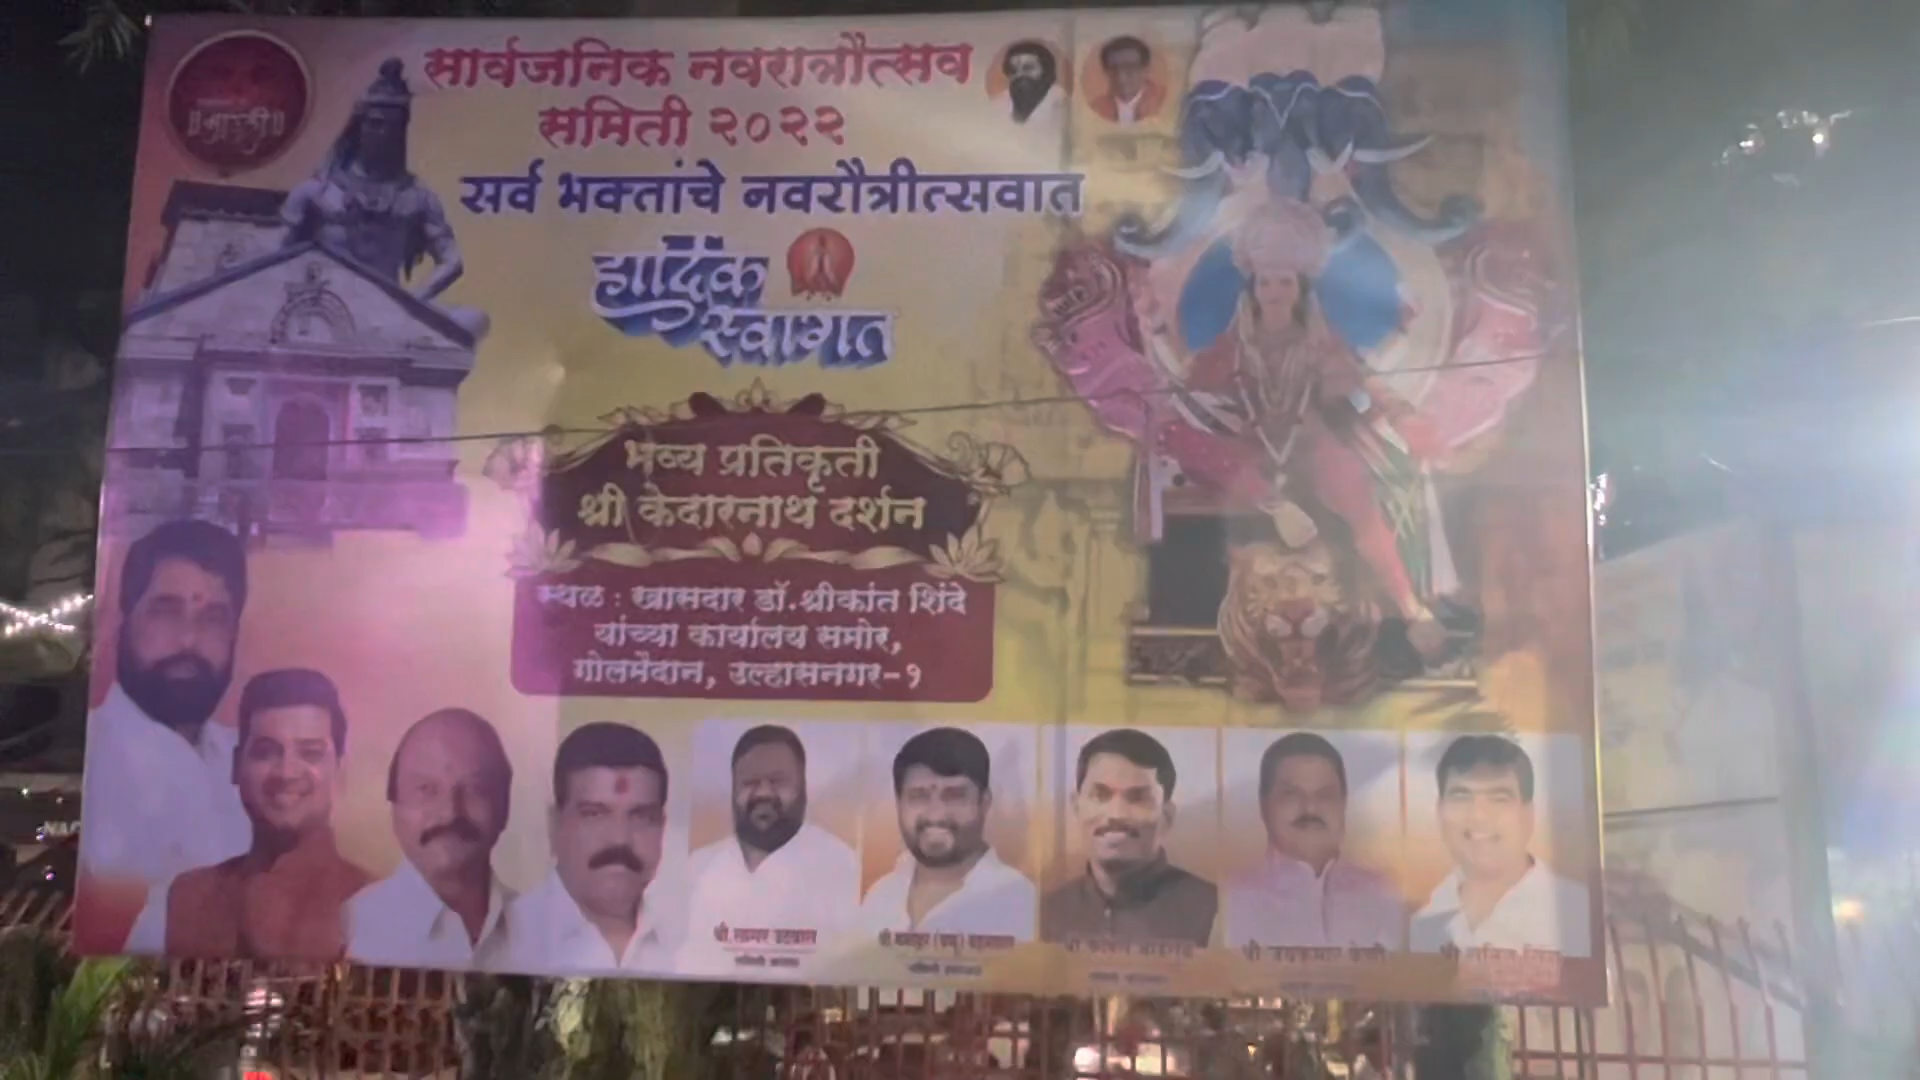 सार्वजनिक नवरात्रौत्सव
समिती २०२२
सर्व भक्तांचे नवरौत्रीत्सवात
हार्दिक
स्वागत
भव्य प्रतिकृती
श्री केदारनाथ दर्शन
स्थळ : खासदार डॉ.श्रीकांत शिंदे
यांच्या कार्यालय समोर,
गोलमैदान, उल्हासनगर-१